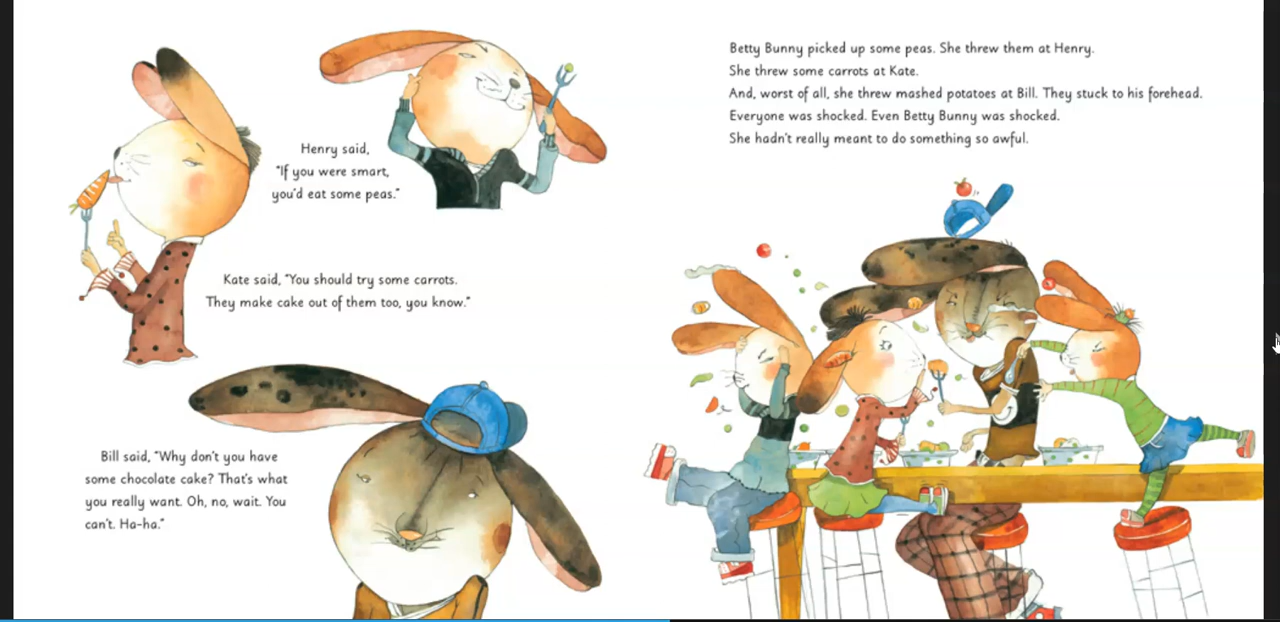 Henry said,
"If you were smart,
you'd eat some peas."
Kate said, "You should try some carrots.
They make cake out of them too, you know."
Bill said, "Why don't you have
some chocolate cake? That's what
you really want. Oh, no, wait. You
can't. Ha-ha."
Betty Bunny picked up some peas. She threw them at Henry.
She threw some carrots at Kate.
And, worst of all, she threw mashed potatoes at Bill. They stuck to his forehead.
Everyone was shocked. Even Betty Bunny was shocked.
She hadn't really meant to do something so awful.